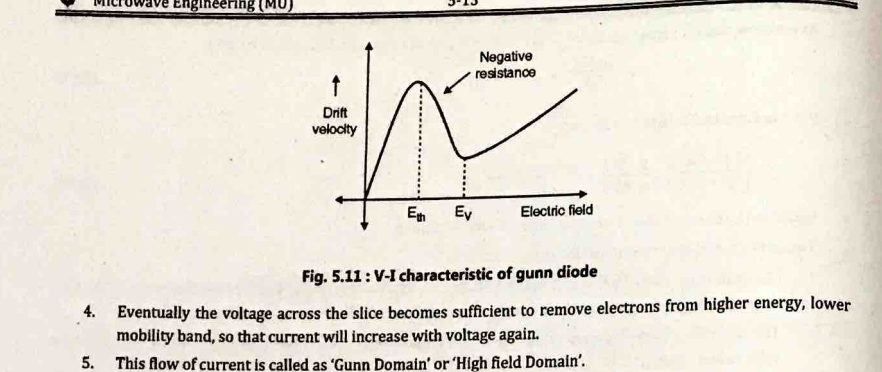 Microwave Engineering (MU) 5-13
Negative
resistance
Drift
velocity
Eth EV Electric field
Fig. 5.11 : V-I characteristic of gunn diode
4. Eventually the voltage across the slice becomes sufficient to remove electrons from higher energy, lower
mobility band, so that current will increase with voltage again.
5. This flow of current is called as 'Gunn Domain' or 'High field Domain'.